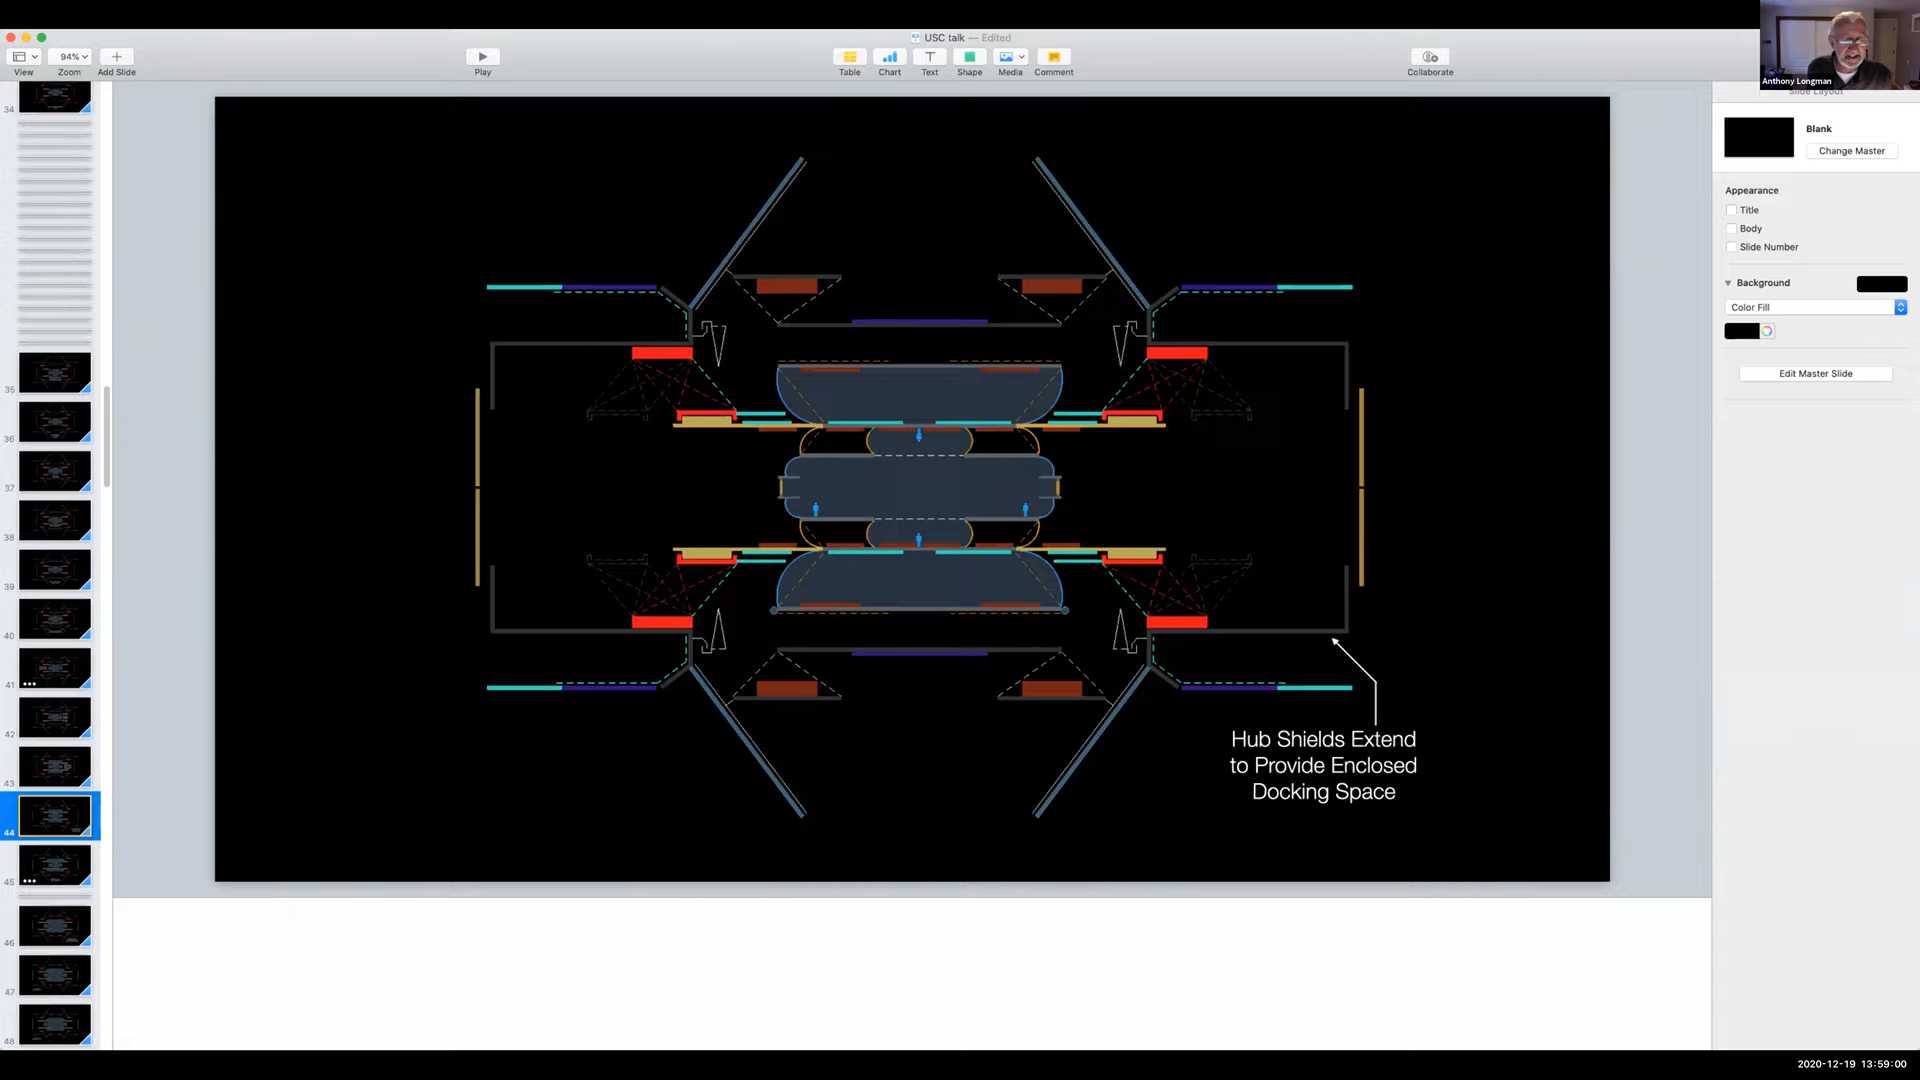 USC talk — Edited
View
94%
Zoom
Add Slide
Play
Table
Chart
Text
Shape
Media
Comment
Collaborate
Anthony Longman
Slide Layout
Blank
Change Master
Appearance
Title
Body
Slide Number
Background
Color Fill
Edit Master Slide
34
35
36
37
38
39
40
41
42
43
44
45
46
47
48
Hub Shields Extend
to Provide Enclosed
Docking Space
2020-12-19 13:59:00